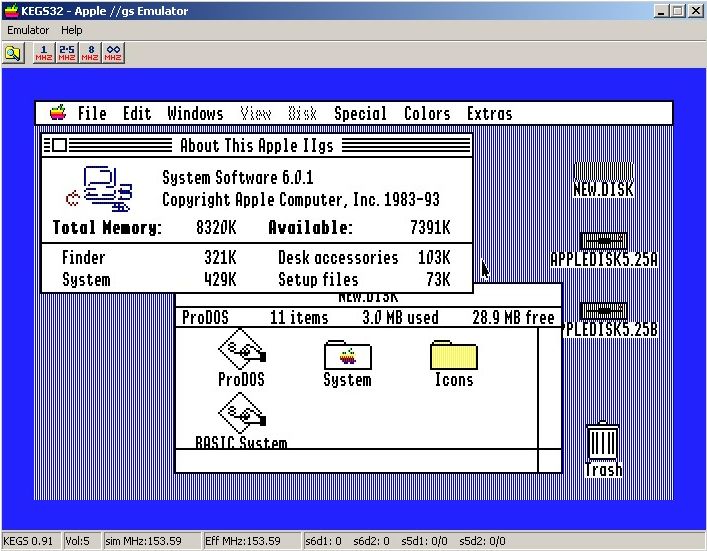 KEGS32 - Apple //gs Emulator
Emulator Help
1 MHZ 2·5 MHZ 8 MHZ ∞ MHZ
File Edit Windows View Disk Special Colors Extras
About This Apple IIgs
System Software 6.0.1
Copyright Apple Computer, Inc. 1983-93
Total Memory: 8320K Available: 7391K
Finder 321K Desk accessories 103K
System 429K Setup files 73K
NEW.DISK
ProDOS 11 items 3.0 MB used 28.9 MB free
ProDOS System Icons
BASIC.System
NEW.DISK
APPLEDISK5.25A
PPLEDISK5.25B
Trash
KEGS 0.91 Vol:5 sim MHz:153.59 Eff MHz:153.59 s6d1: 0 s6d2: 0 s5d1: 0/0 s5d2: 0/0